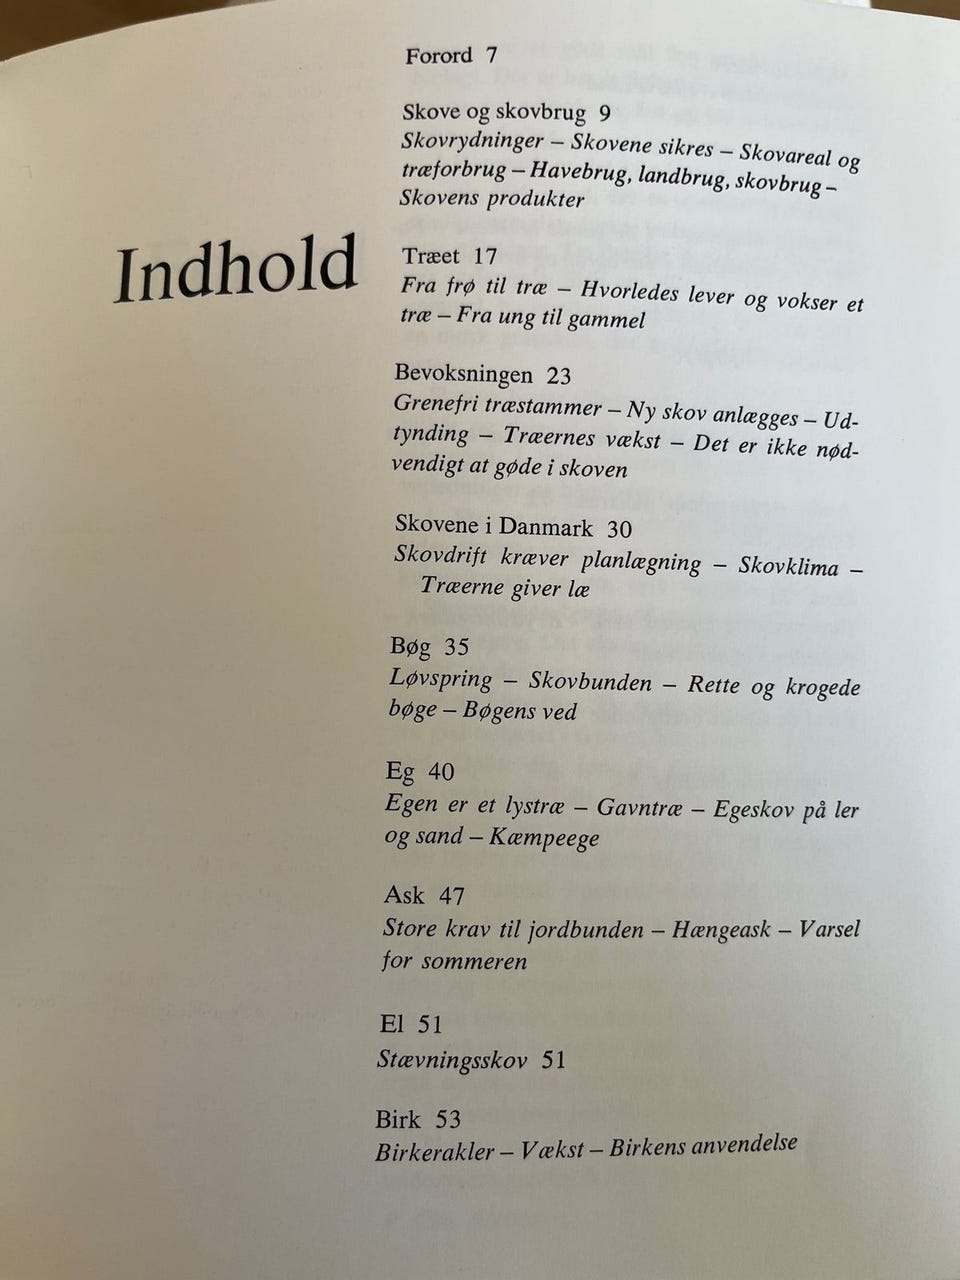 Indhold
Forord 7
Skove og skovbrug 9
Skovrydninger – Skovene sikres – Skovareal og
træforbrug – Havebrug, landbrug, skovbrug –
Skovens produkter
Træet 17
Fra frø til træ – Hvorledes lever og vokser et
træ – Fra ung til gammel
Bevoksningen 23
Grenefri træstammer – Ny skov anlægges – Ud-
tynding – Træernes vækst – Det er ikke nød-
vendigt at gøde i skoven
Skovene i Danmark 30
Skovdrift kræver planlægning – Skovklima –
Træerne giver læ
Bøg 35
Løvspring – Skovbunden – Rette og krogede
bøge – Bøgens ved
Eg 40
Egen er et lystræ – Gavntræ – Egeskov på ler
og sand – Kæmpeege
Ask 47
Store krav til jordbunden – Hængeask – Varsel
for sommeren
El 51
Stævningsskov 51
Birk 53
Birkerakler – Vækst – Birkens anvendelse